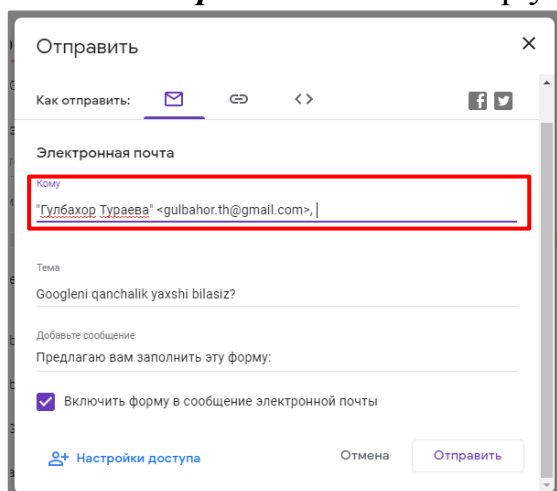 Отправить
Как отправить:
Электронная почта
Кому
"Гулбахор Тураева" <gulbahor.th@gmail.com>,
Тема
Googleni qanchalik yaxshi bilasiz?
Добавьте сообщение
Предлагаю вам заполнить эту форму:
Включить форму в сообщение электронной почты
Настройки доступа Отмена Отправить